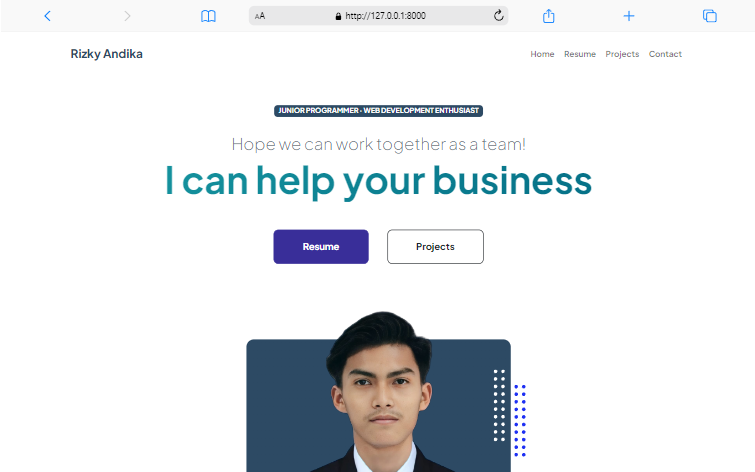 AA http://127.0.0.1:8000
Rizky Andika Home Resume Projects Contact
JUNIOR PROGRAMMER · WEB DEVELOPMENT ENTHUSIAST
Hope we can work together as a team!
I can help your business
Resume Projects